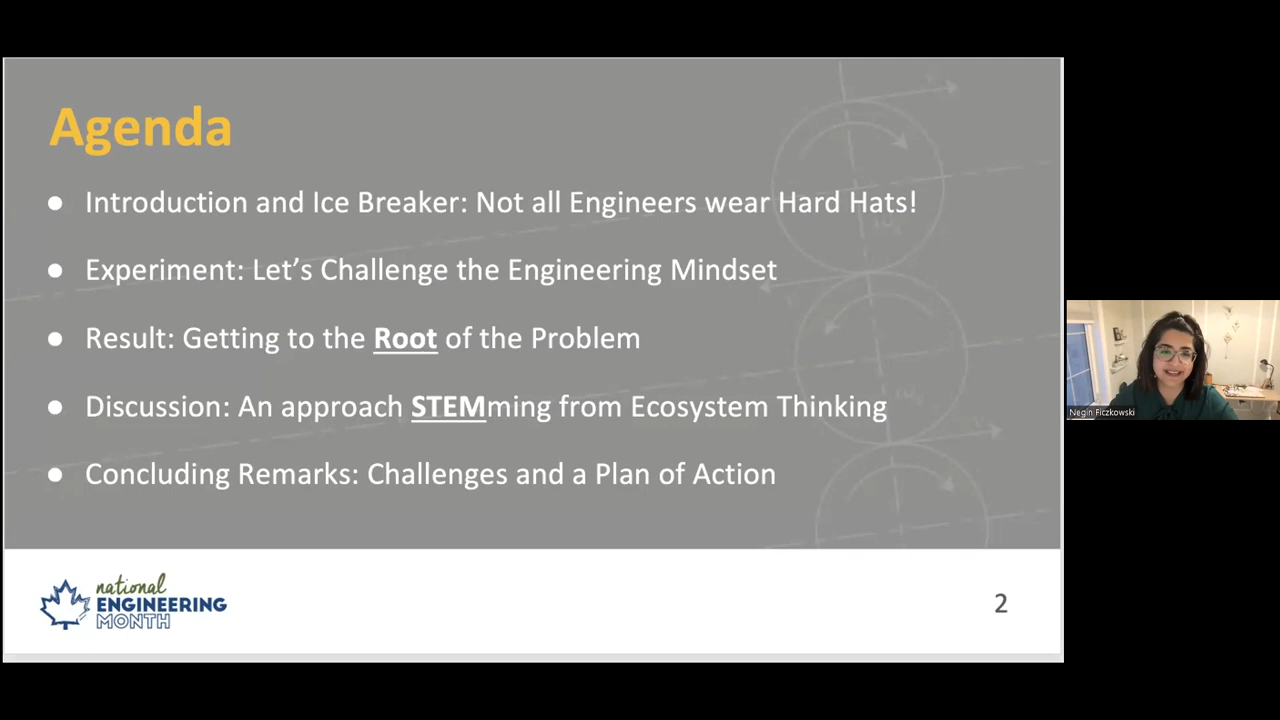 Agenda
● Introduction and Ice Breaker: Not all Engineers wear Hard Hats!
● Experiment: Let’s Challenge the Engineering Mindset
● Result: Getting to the Root of the Problem
● Discussion: An approach STEMming from Ecosystem Thinking
● Concluding Remarks: Challenges and a Plan of Action
national
ENGINEERING
MONTH
2
Negin Ficzkowski